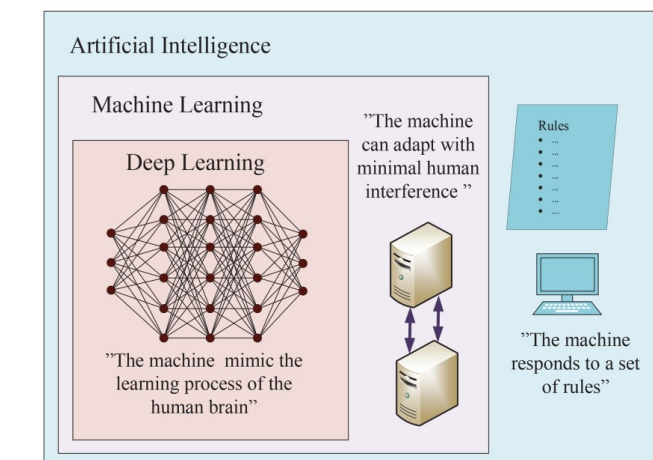 Artificial Intelligence
Machine Learning
Deep Learning
”The machine mimic the
learning process of the
human brain”
”The machine
can adapt with
minimal human
interference ”
Rules
• ...
• ...
• ...
• ...
• ...
• ...
• ...
”The machine
responds to a set
of rules”